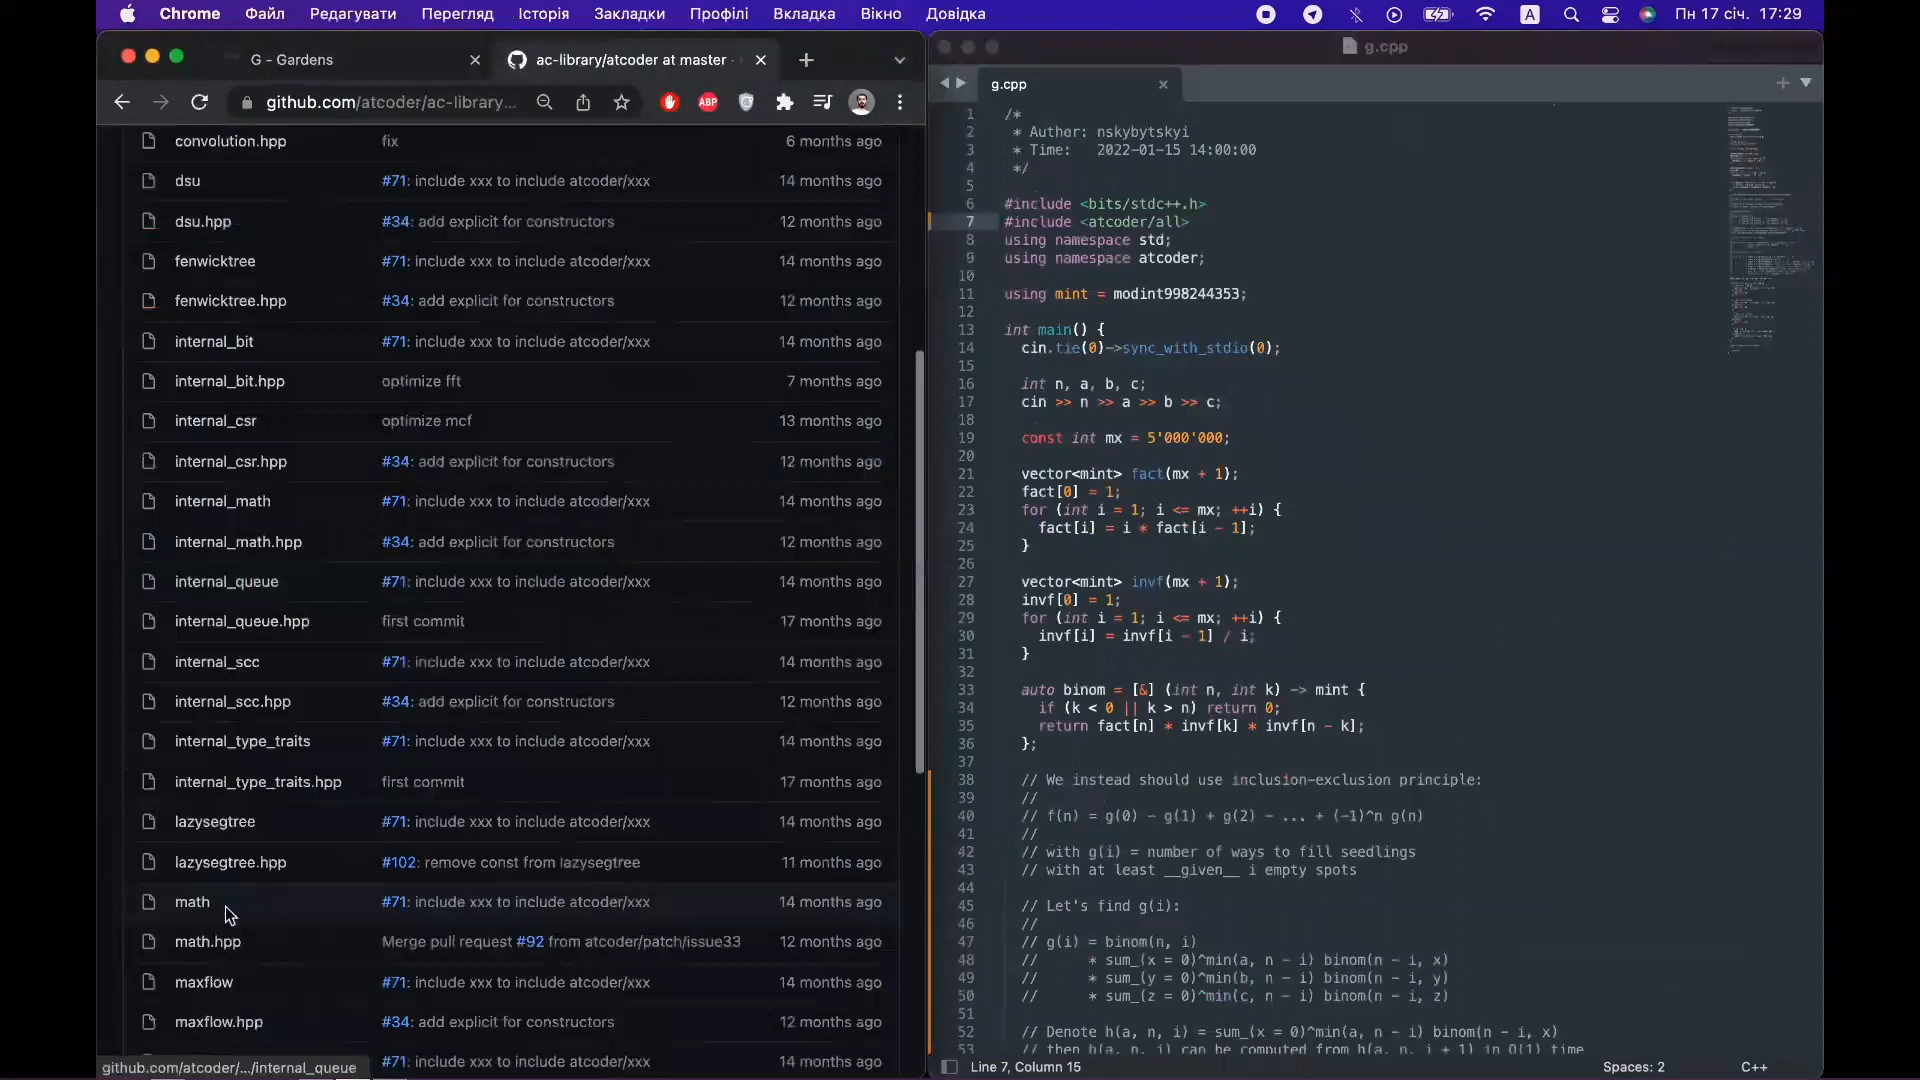 Chrome Файл Редагувати Перегляд Історія Закладки Профілі Вкладка Вікно Довідка
A Пн 17 січ. 17:29
G - Gardens
ac-library/atcoder at master ·
github.com/atcoder/ac-library...
ABP
convolution.hpp fix 6 months ago
dsu #71: include xxx to include atcoder/xxx 14 months ago
dsu.hpp #34: add explicit for constructors 12 months ago
fenwicktree #71: include xxx to include atcoder/xxx 14 months ago
fenwicktree.hpp #34: add explicit for constructors 12 months ago
internal_bit #71: include xxx to include atcoder/xxx 14 months ago
internal_bit.hpp optimize fft 7 months ago
internal_csr optimize mcf 13 months ago
internal_csr.hpp #34: add explicit for constructors 12 months ago
internal_math #71: include xxx to include atcoder/xxx 14 months ago
internal_math.hpp #34: add explicit for constructors 12 months ago
internal_queue #71: include xxx to include atcoder/xxx 14 months ago
internal_queue.hpp first commit 17 months ago
internal_scc #71: include xxx to include atcoder/xxx 14 months ago
internal_scc.hpp #34: add explicit for constructors 12 months ago
internal_type_traits #71: include xxx to include atcoder/xxx 14 months ago
internal_type_traits.hpp first commit 17 months ago
lazysegtree #71: include xxx to include atcoder/xxx 14 months ago
lazysegtree.hpp #102: remove const from lazysegtree 11 months ago
math #71: include xxx to include atcoder/xxx 14 months ago
math.hpp Merge pull request #92 from atcoder/patch/issue33 12 months ago
maxflow #71: include xxx to include atcoder/xxx 14 months ago
maxflow.hpp #34: add explicit for constructors 12 months ago
#71: include xxx to include atcoder/xxx 14 months ago
github.com/atcoder/.../internal_queue
g.cpp
g.cpp
1 /*
2 * Author: nskybytskyi
3 * Time: 2022-01-15 14:00:00
4 */
5
6 #include <bits/stdc++.h>
7 #include <atcoder/all>
8 using namespace std;
9 using namespace atcoder;
10
11 using mint = modint998244353;
12
13 int main() {
14 cin.tie(0)->sync_with_stdio(0);
15
16 int n, a, b, c;
17 cin >> n >> a >> b >> c;
18
19 const int mx = 5'000'000;
20
21 vector<mint> fact(mx + 1);
22 fact[0] = 1;
23 for (int i = 1; i <= mx; ++i) {
24 fact[i] = i * fact[i - 1];
25 }
26
27 vector<mint> invf(mx + 1);
28 invf[0] = 1;
29 for (int i = 1; i <= mx; ++i) {
30 invf[i] = invf[i - 1] / i;
31 }
32
33 auto binom = [&] (int n, int k) -> mint {
34 if (k < 0 || k > n) return 0;
35 return fact[n] * invf[k] * invf[n - k];
36 };
37
38 // We instead should use inclusion-exclusion principle:
39 //
40 // f(n) = g(0) - g(1) + g(2) - ... + (-1)^n g(n)
41 //
42 // with g(i) = number of ways to fill seedlings
43 // with at least __given__ i empty spots
44
45 // Let's find g(i):
46 //
47 // g(i) = binom(n, i)
48 // * sum_(x = 0)^min(a, n - i) binom(n - i, x)
49 // * sum_(y = 0)^min(b, n - i) binom(n - i, y)
50 // * sum_(z = 0)^min(c, n - i) binom(n - i, z)
51
52 // Denote h(a, n, i) = sum_(x = 0)^min(a, n - i) binom(n - i, x)
53 // then h(a, n, i) can be computed from h(a, n, i + 1) in O(1) time
Line 7, Column 15 Spaces: 2 C++